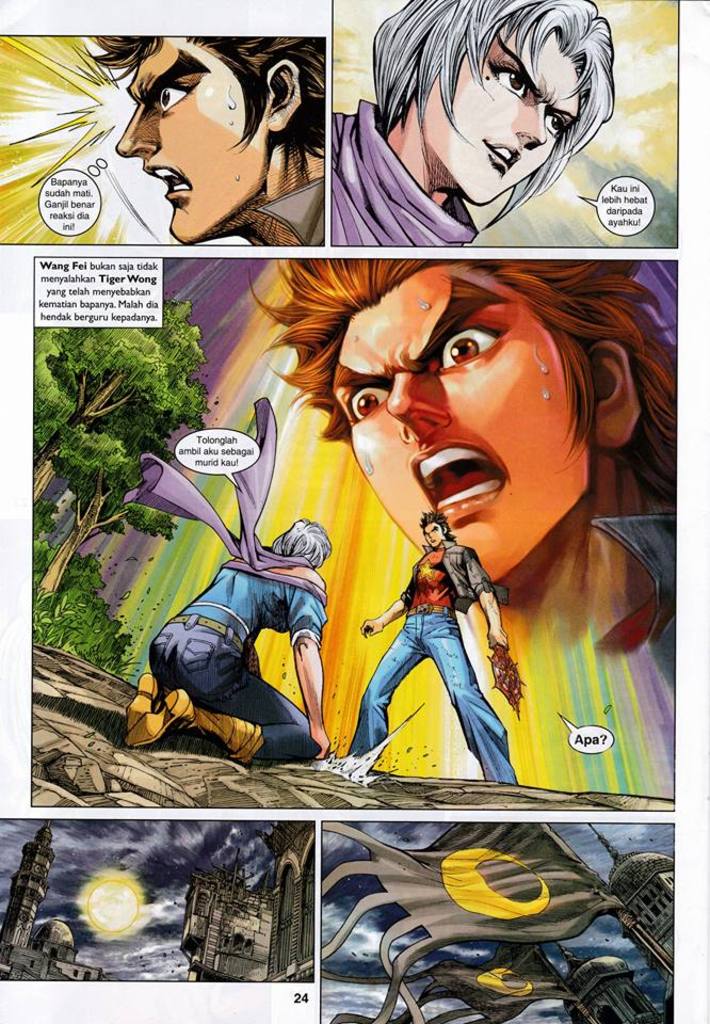 Bapanya
sudah mati.
Ganjil benar
reaksi dia
ini!
Kau ini
lebih hebat
daripada
ayahku!
Wang Fei bukan saja tidak
menyalahkan Tiger Wong
yang telah menyebabkan
kematian bapanya. Malah dia
hendak berguru kepadanya.
Tolonglah
ambil aku sebagai
murid kau!
Apa?
24